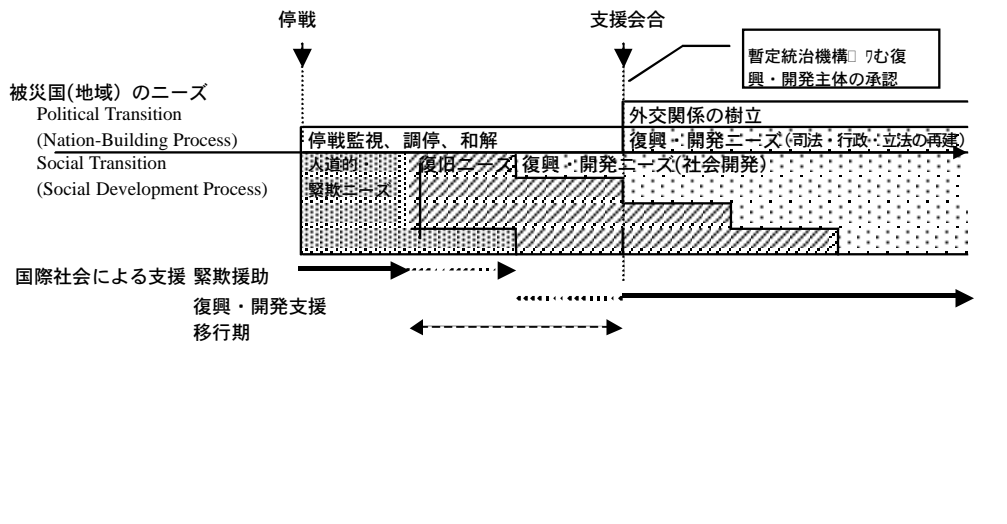 停戦
支援会合
暫定統治機構 む復
興・開発主体の承認
被災国(地域）のニーズ
Political Transition
外交関係の樹立
(Nation-Building Process)
停戦監視、調停、和解
復興・開発ニーズ(司法・行政・立法の再建)
Social Transition
人道的
復旧ニーズ
復興・開発ニーズ(社会開発)
(Social Development Process)
緊欺ニーズ
国際社会による支援 緊欺援助
復興・開発支援
移行期